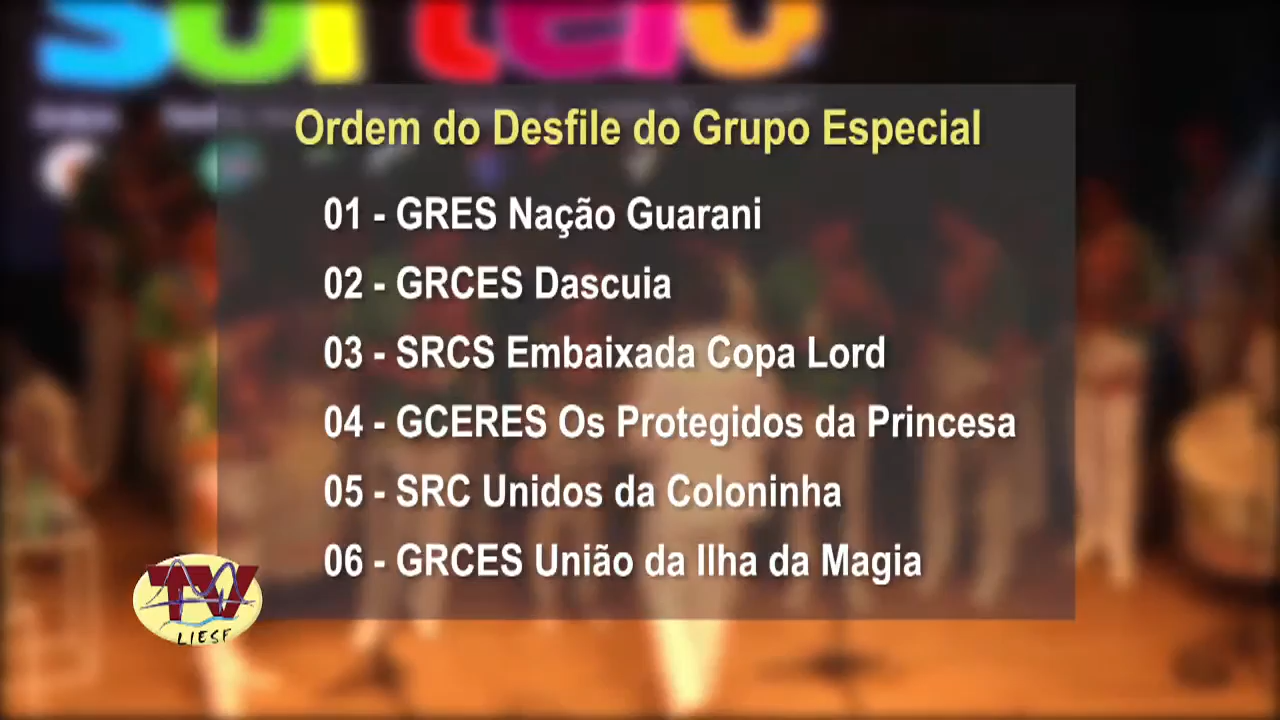 sorteio
Ordem do Desfile do Grupo Especial
01 - GRES Nação Guarani
02 - GRCES Dascuia
03 - SRCS Embaixada Copa Lord
04 - GCERES Os Protegidos da Princesa
05 - SRC Unidos da Coloninha
06 - GRCES União da Ilha da Magia
TV
LIESF